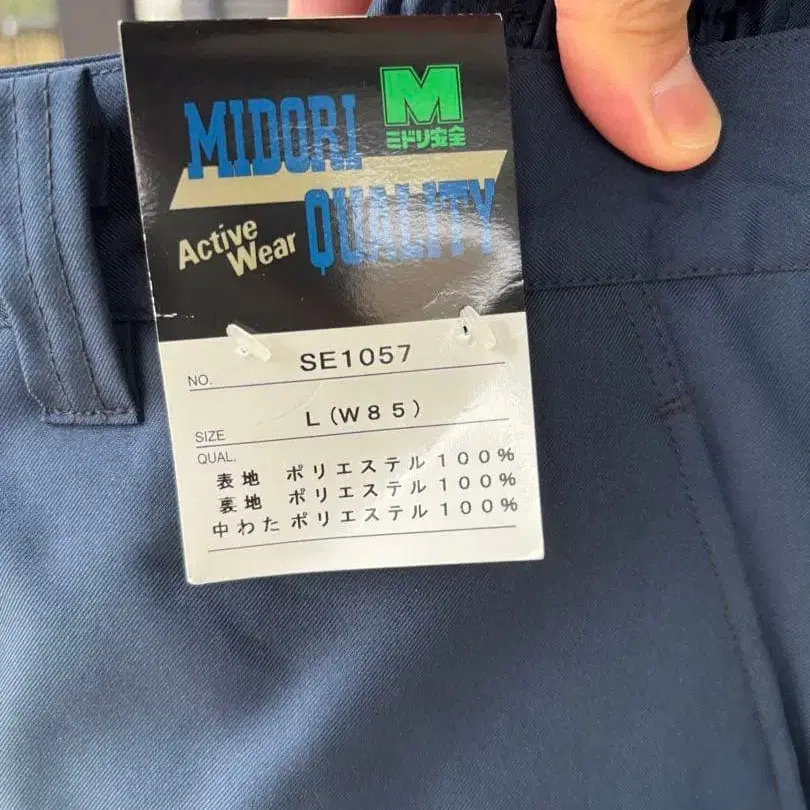 M
ミドリ安全
MIDORI
QUALITY
Active
Wear
NO. SE1057
SIZE L(W85)
QUAL.
表地 ポリエステル100%
裏地 ポリエステル100%
中わた ポリエステル100%